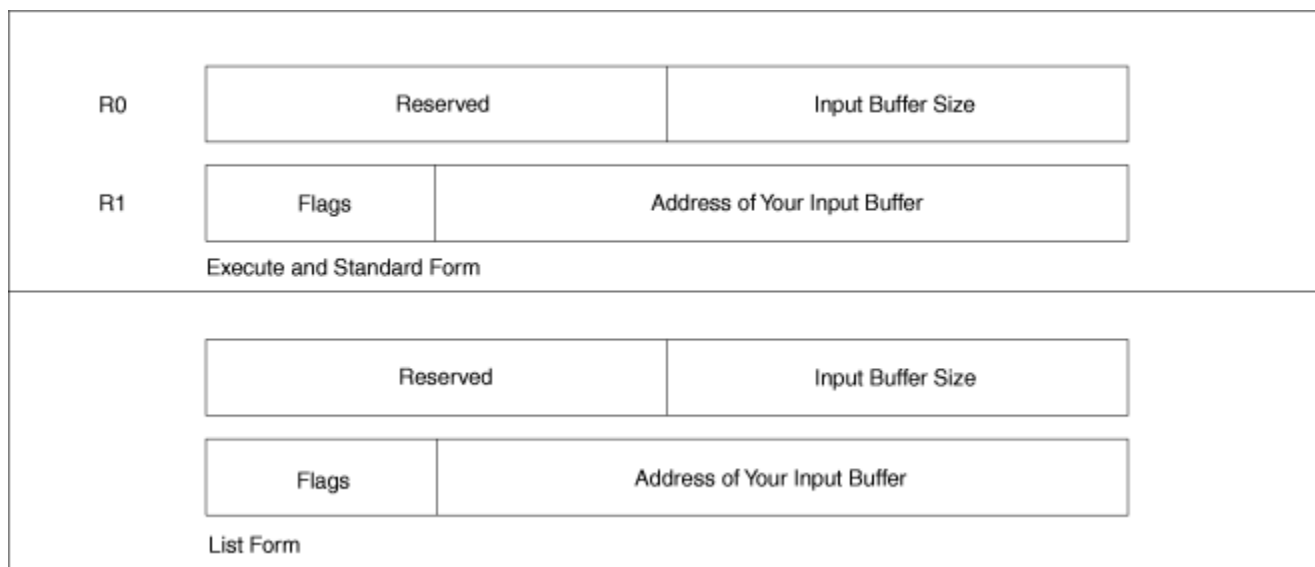 R0 Reserved Input Buffer Size
R1 Flags Address of Your Input Buffer
Execute and Standard Form
Reserved Input Buffer Size
Flags Address of Your Input Buffer
List Form